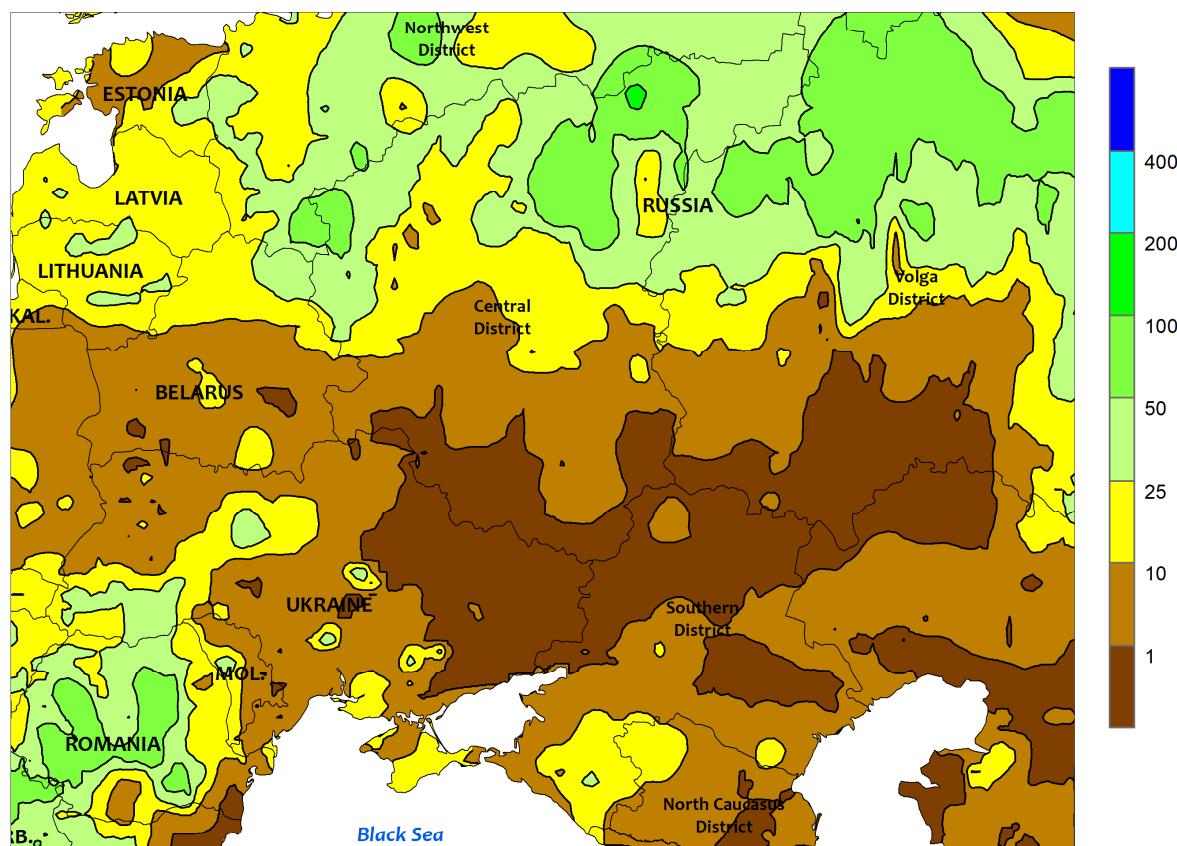 Northwest
District
ESTONIA
400
LATVIA
RUSSIA
200
LITHUANIA
Volga
District
KAL.
Central
District
100
BELARUS
50
25
10
UKRAINE
Southern
District
1
MOL.
ROMANIA
North Caucasus
District
RB.
Black Sea